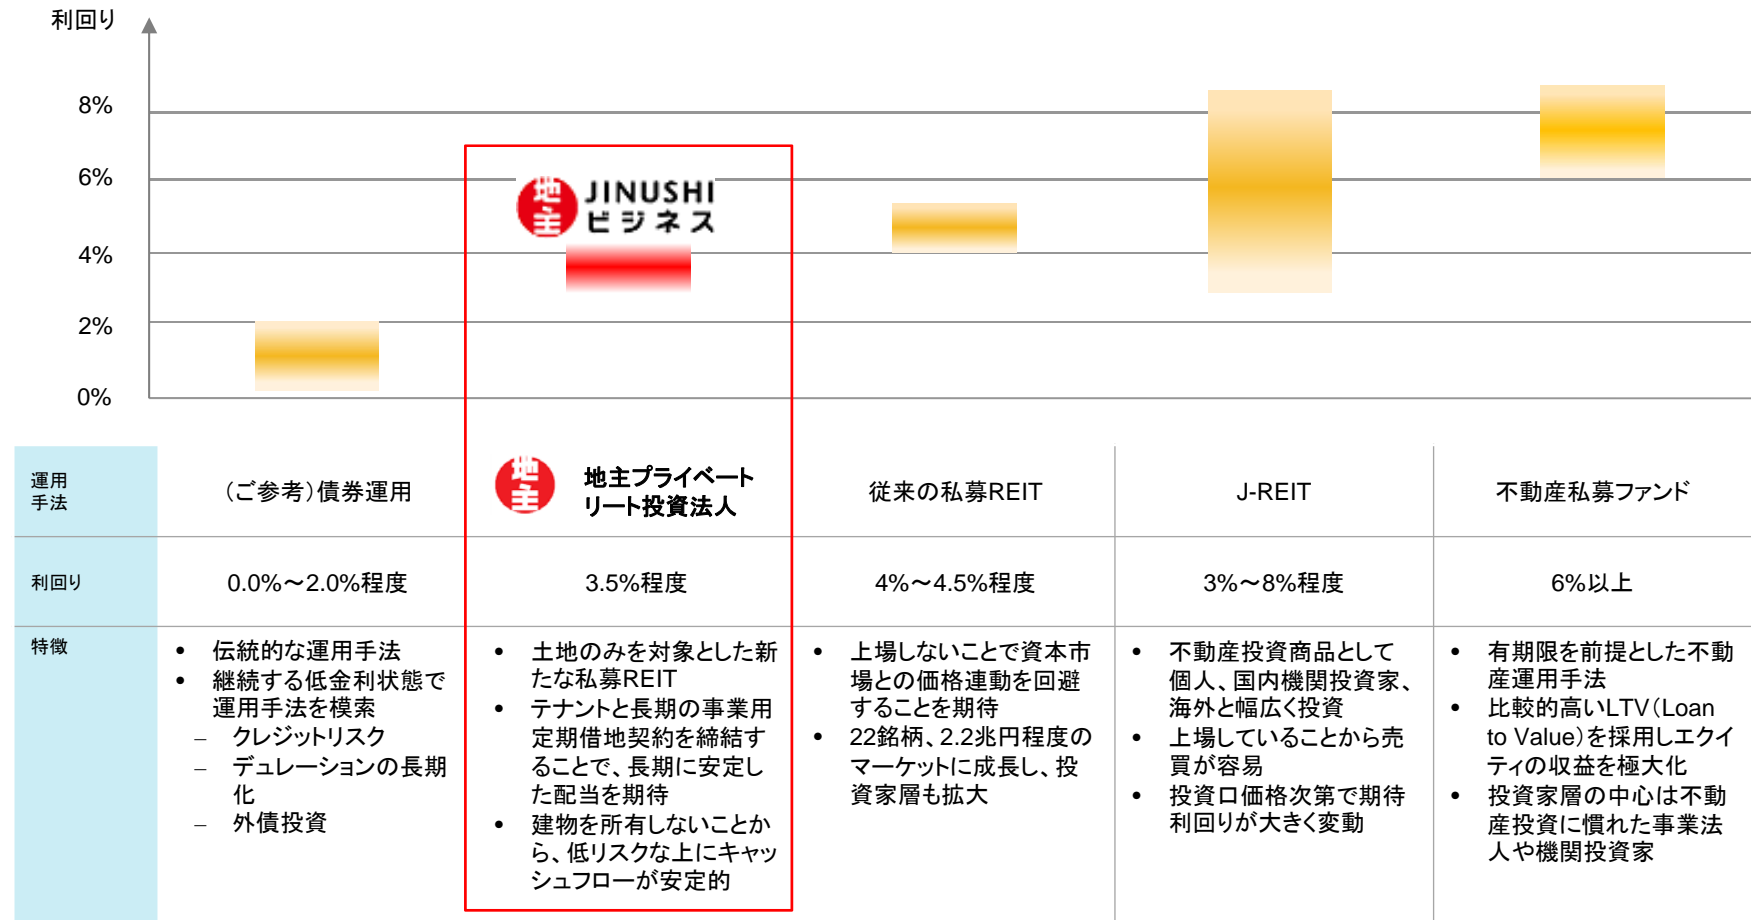 利回り
8%
6%
4%
2%
0%
地主
JINUSHI
ビジネス
運用
手法
(ご参考)債券運用
地主
地主プライベート
リート投資法人
従来の私募REIT
J-REIT
不動産私募ファンド
利回り
0.0%～2.0%程度
3.5%程度
4%～4.5%程度
3%～8%程度
6%以上
特徴
• 伝統的な運用手法
• 継続する低金利状態で
運用手法を模索
– クレジットリスク
– デュレーションの長期
化
– 外債投資
• 土地のみを対象とした新
たな私募REIT
• テナントと長期の事業用
定期借地契約を締結す
ることで、長期に安定し
た配当を期待
• 建物を所有しないことか
ら、低リスクな上にキャッ
シュフローが安定的
• 上場しないことで資本市
場との価格連動を回避
することを期待
• 22銘柄、2.2兆円程度の
マーケットに成長し、投
資家層も拡大
• 不動産投資商品として
個人、国内機関投資家、
海外と幅広く投資
• 上場していることから売
買が容易
• 投資口価格次第で期待
利回りが大きく変動
• 有期限を前提とした不動
産運用手法
• 比較的高いLTV(Loan
to Value)を採用しエクイ
ティの収益を極大化
• 投資家層の中心は不動
産投資に慣れた事業法
人や機関投資家